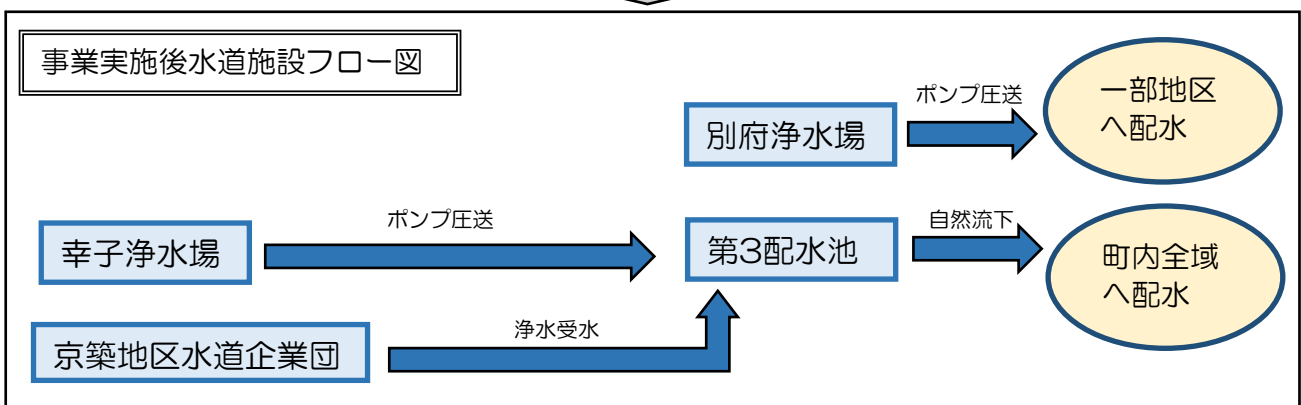 事業実施後水道施設フロー図
別府浄水場
ポンプ圧送
一部地区
へ配水
幸子浄水場
ポンプ圧送
第3配水池
自然流下
町内全域
へ配水
京築地区水道企業団
浄水受水